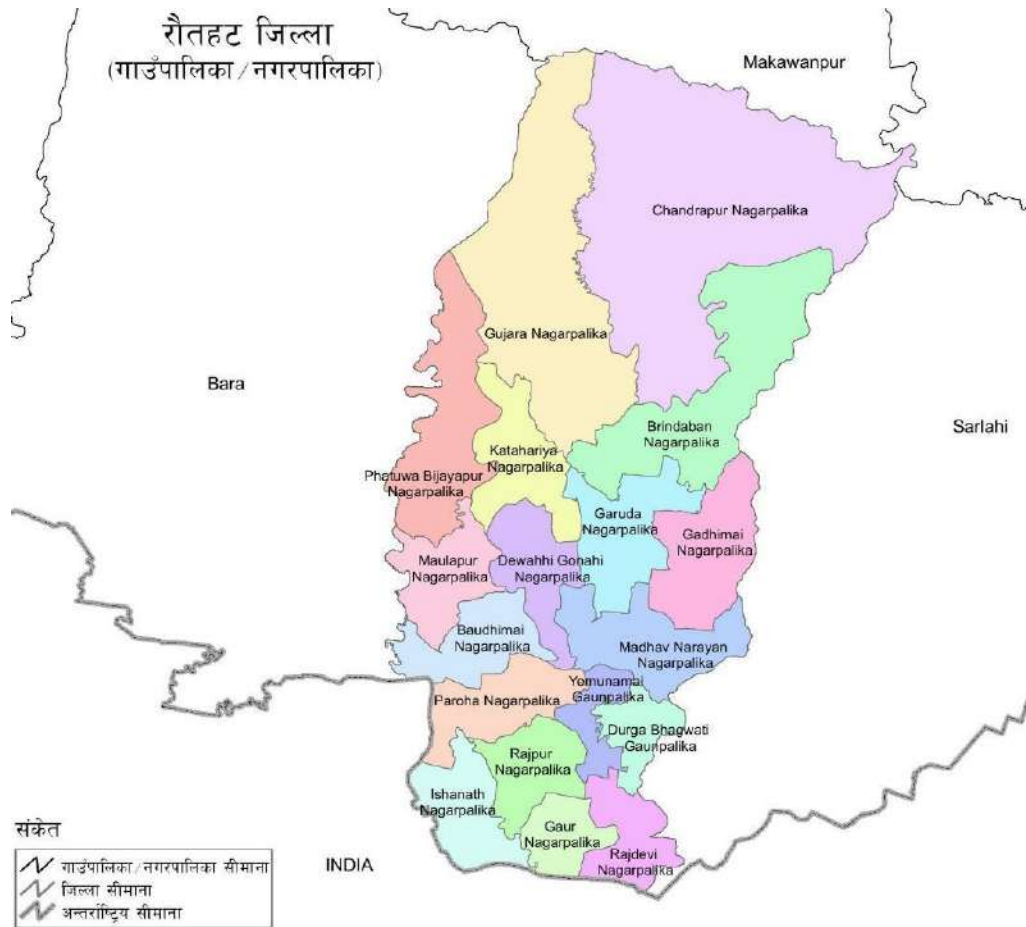 रौतहट जिल्ला
(गाउँपालिका/नगरपालिका)
Makawanpur
Chandrapur Nagarpalika
Gujara Nagarpalika
Bara
Brindaban
Nagarpalika
Sarlahi
Katahariya
Nagarpalika
Phatuwa Bijayapur
Nagarpalika
Garuda
Nagarpalika
Gadhimai
Nagarpalika
Maulapur
Nagarpalika
Dewahhi Gonahi
Nagarpalika
Baudhimai
Nagarpalika
Madhav Narayan
Nagarpalika
Yemunamai
Gaunpalika
Paroha Nagarpalika
Durga Bhagwati
Gaunpalika
Rajpur
Nagarpalika
Ishanath
Nagarpalika
Gaur
Nagarpalika
Rajdevi
Nagarpalika
INDIA
संकेत
गाउंपालिका/नगरपालिका सीमाना
जिल्ला सीमाना
अन्तर्राष्ट्रिय सीमाना